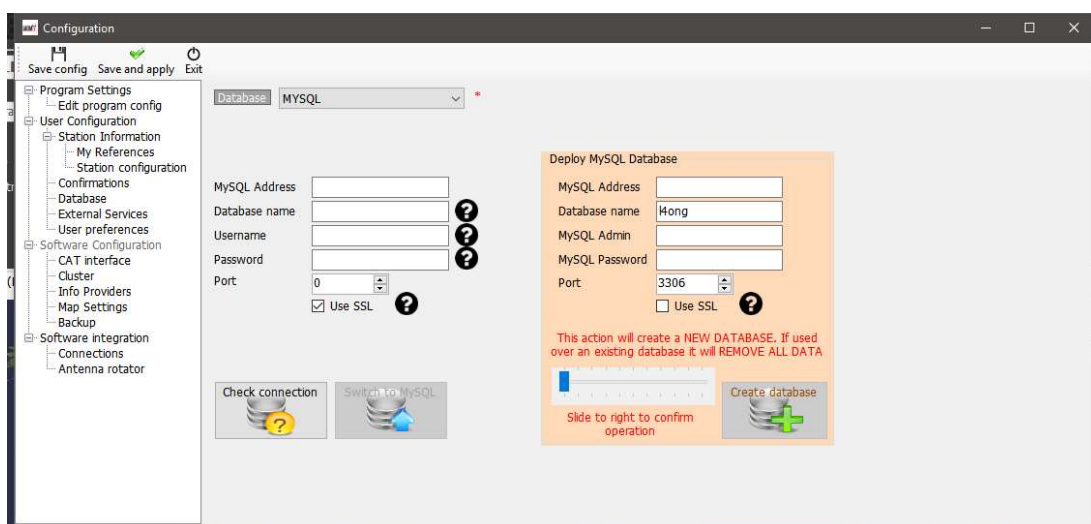 Configuration
Save config Save and apply Exit
Program Settings
Edit program config
User Configuration
Station Information
My References
Station configuration
Confirmations
Database
External Services
User preferences
Software Configuration
CAT interface
Cluster
Info Providers
Map Settings
Backup
Software integration
Connections
Antenna rotator
Database MYSQL *
MySQL Address
Database name
Username
Password
Port 0
Use SSL
Check connection
Switch to MySQL
Deploy MySQL Database
MySQL Address
Database name l4ong
MySQL Admin
MySQL Password
Port 3306
Use SSL
This action will create a NEW DATABASE. If used
over an existing database it will REMOVE ALL DATA
Slide to right to confirm
operation
Create database